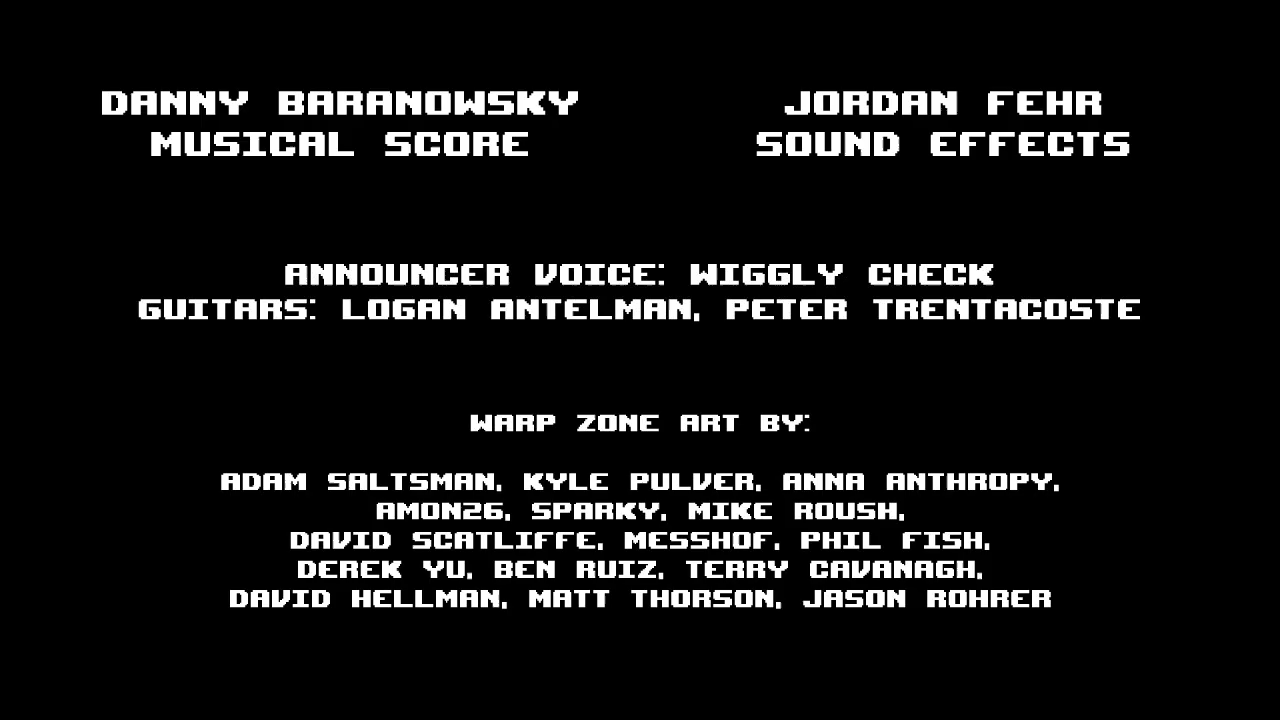 DANNY BARANOWSKY
MUSICAL SCORE
JORDAN FEHR
SOUND EFFECTS
ANNOUNCER VOICE: WIGGLY CHECK
GUITARS: LOGAN ANTELMAN, PETER TRENTACOSTE
WARP ZONE ART BY:
ADAM SALTSMAN, KYLE PULVER, ANNA ANTHROPY,
AMON26, SPARKY, MIKE ROUSH,
DAVID SCATLIFFE, MESSHOF, PHIL FISH,
DEREK YU, BEN RUIZ, TERRY CAVANAGH,
DAVID HELLMAN, MATT THORSON, JASON ROHRER